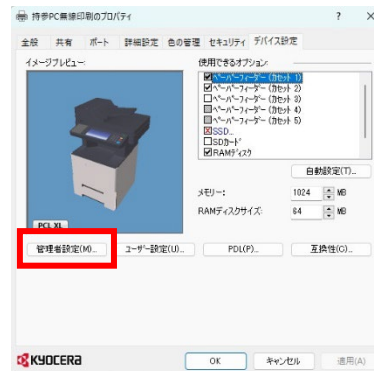 持参PC無線印刷のプロパティ ? ×
全般 共有 ポート 詳細設定 色の管理 セキュリティ デバイス設定
イメージプレビュー: 使用できるオプション:
ペーパーフィーダー (カセット 1)
ペーパーフィーダー (カセット 2)
ペーパーフィーダー (カセット 3)
ペーパーフィーダー (カセット 4)
ペーパーフィーダー (カセット 5)
SSD...
SDカード
RAMディスク
自動設定(T)...
メモリー: 1024 MB
RAMディスクサイズ: 64 MB
PCL XL
管理者設定(M)... ユーザー設定(U)... PDL(P)... 互換性(C)...
KYOCERA OK キャンセル 適用(A)